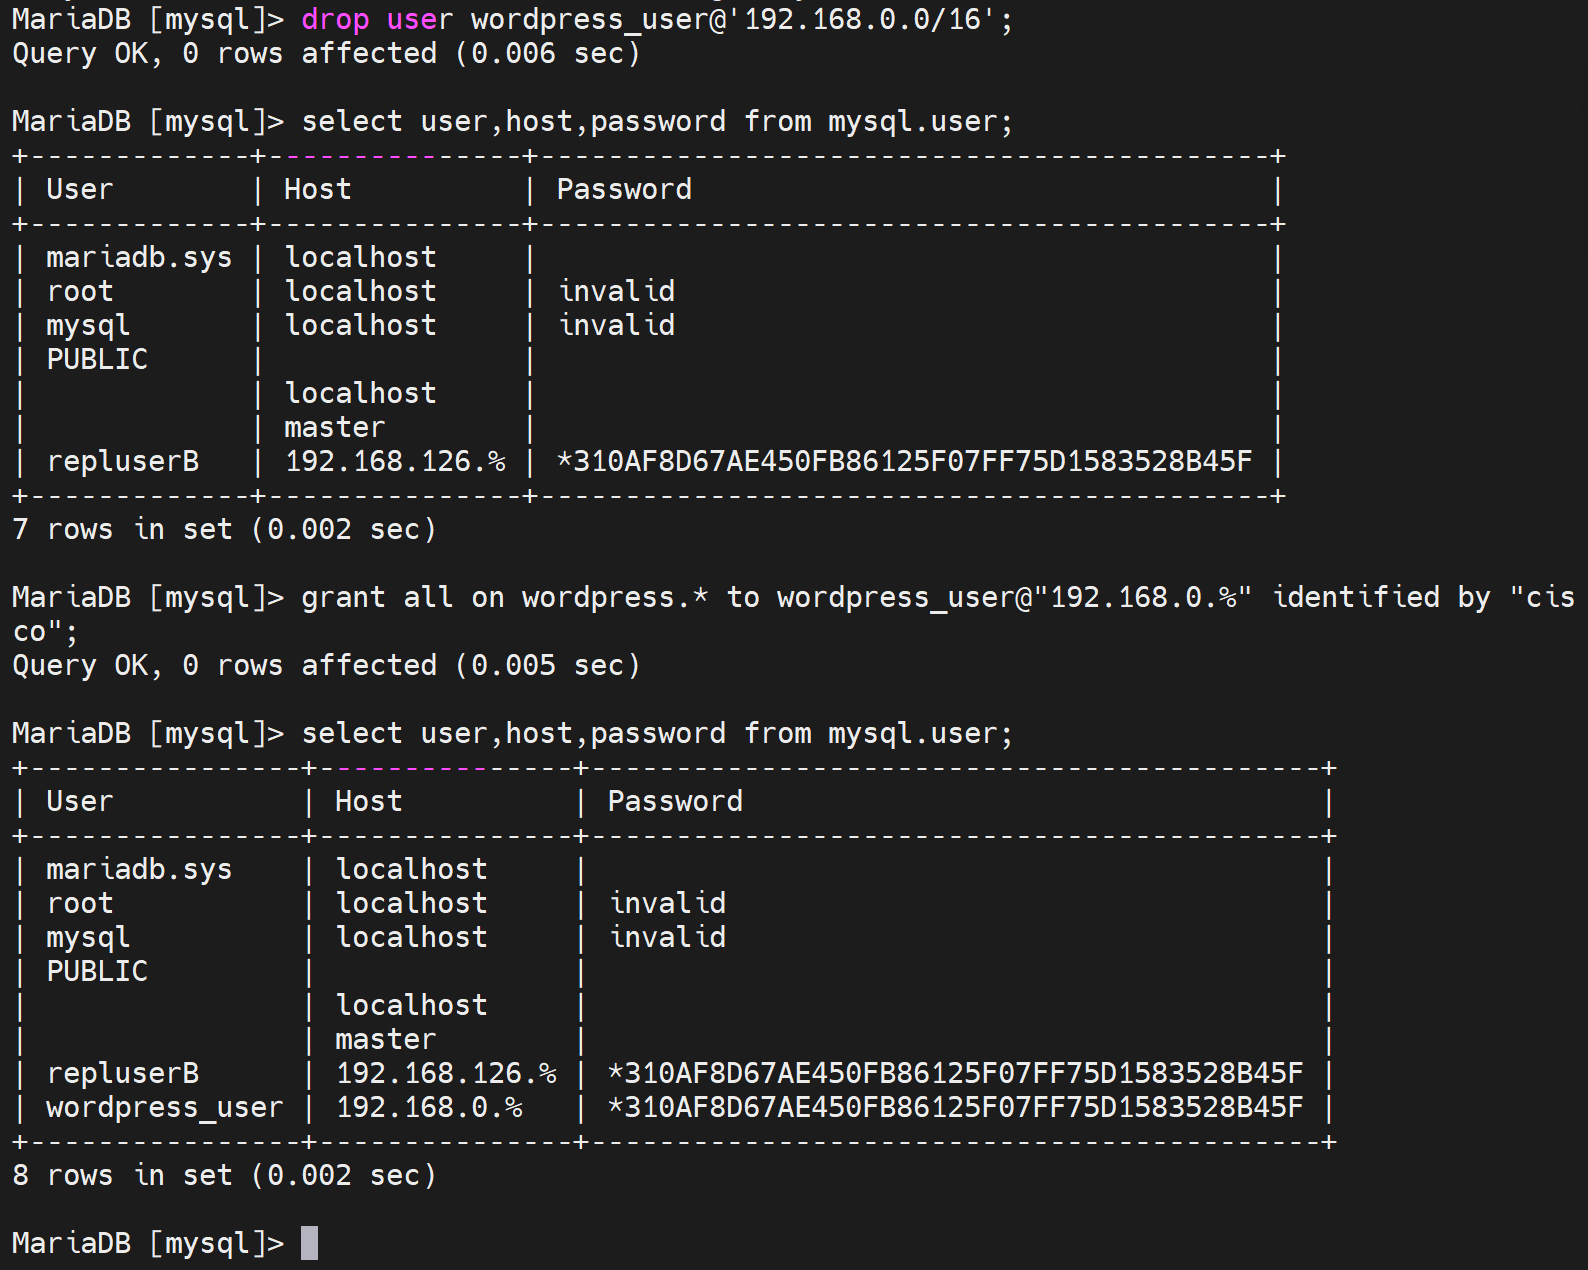 MariaDB [mysql]> drop user wordpress_user@'192.168.0.0/16';
Query OK, 0 rows affected (0.006 sec)

MariaDB [mysql]> select user,host,password from mysql.user;
+-------------+---------------+-------------------------------------------+
| User        | Host          | Password                                  |
+-------------+---------------+-------------------------------------------+
| mariadb.sys | localhost     |                                           |
| root        | localhost     | invalid                                   |
| mysql       | localhost     | invalid                                   |
| PUBLIC      |               |                                           |
|             | localhost     |                                           |
|             | master        |                                           |
| repluserB   | 192.168.126.% | *310AF8D67AE450FB86125F07FF75D1583528B45F |
+-------------+---------------+-------------------------------------------+
7 rows in set (0.002 sec)

MariaDB [mysql]> grant all on wordpress.* to wordpress_user@"192.168.0.%" identified by "cis
co";
Query OK, 0 rows affected (0.005 sec)

MariaDB [mysql]> select user,host,password from mysql.user;
+----------------+---------------+-------------------------------------------+
| User           | Host          | Password                                  |
+----------------+---------------+-------------------------------------------+
| mariadb.sys    | localhost     |                                           |
| root           | localhost     | invalid                                   |
| mysql          | localhost     | invalid                                   |
| PUBLIC         |               |                                           |
|                | localhost     |                                           |
|                | master        |                                           |
| repluserB      | 192.168.126.% | *310AF8D67AE450FB86125F07FF75D1583528B45F |
| wordpress_user | 192.168.0.%   | *310AF8D67AE450FB86125F07FF75D1583528B45F |
+----------------+---------------+-------------------------------------------+
8 rows in set (0.002 sec)

MariaDB [mysql]>